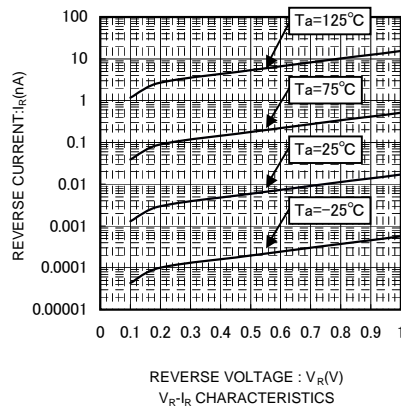 REVERSE CURRENT:IR(nA)
100
10
1
0.1
0.01
0.001
0.0001
0.00001
Ta=125°C
Ta=75°C
Ta=25°C
Ta=-25°C
0 0.1 0.2 0.3 0.4 0.5 0.6 0.7 0.8 0.9 1
REVERSE VOLTAGE : VR(V)
VR-IR CHARACTERISTICS